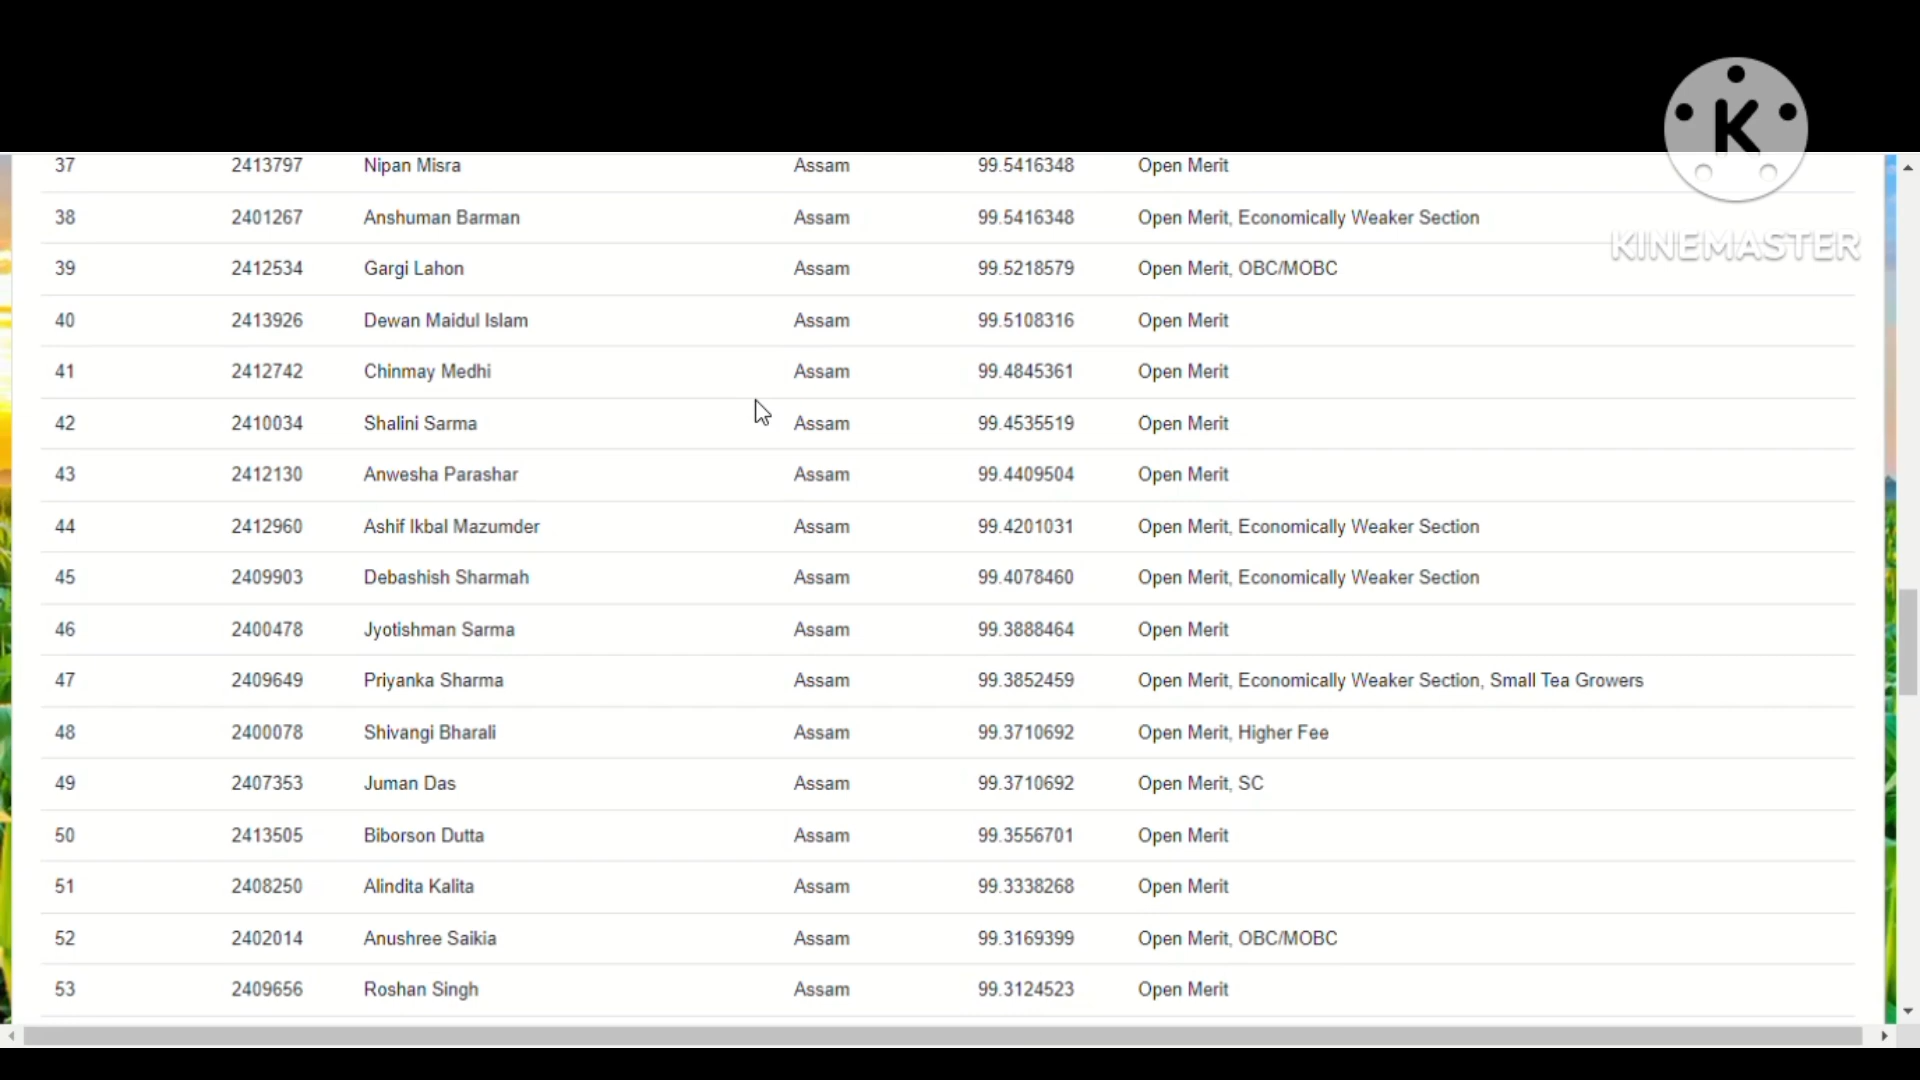 K
KINEMASTER
37 2413797 Nipan Misra Assam 99.5416348 Open Merit
38 2401267 Anshuman Barman Assam 99.5416348 Open Merit, Economically Weaker Section
39 2412534 Gargi Lahon Assam 99.5218579 Open Merit, OBC/MOBC
40 2413926 Dewan Maidul Islam Assam 99.5108316 Open Merit
41 2412742 Chinmay Medhi Assam 99.4845361 Open Merit
42 2410034 Shalini Sarma Assam 99.4535519 Open Merit
43 2412130 Anwesha Parashar Assam 99.4409504 Open Merit
44 2412960 Ashif Ikbal Mazumder Assam 99.4201031 Open Merit, Economically Weaker Section
45 2409903 Debashish Sharmah Assam 99.4078460 Open Merit, Economically Weaker Section
46 2400478 Jyotishman Sarma Assam 99.3888464 Open Merit
47 2409649 Priyanka Sharma Assam 99.3852459 Open Merit, Economically Weaker Section, Small Tea Growers
48 2400078 Shivangi Bharali Assam 99.3710692 Open Merit, Higher Fee
49 2407353 Juman Das Assam 99.3710692 Open Merit, SC
50 2413505 Biborson Dutta Assam 99.3556701 Open Merit
51 2408250 Alindita Kalita Assam 99.3338268 Open Merit
52 2402014 Anushree Saikia Assam 99.3169399 Open Merit, OBC/MOBC
53 2409656 Roshan Singh Assam 99.3124523 Open Merit